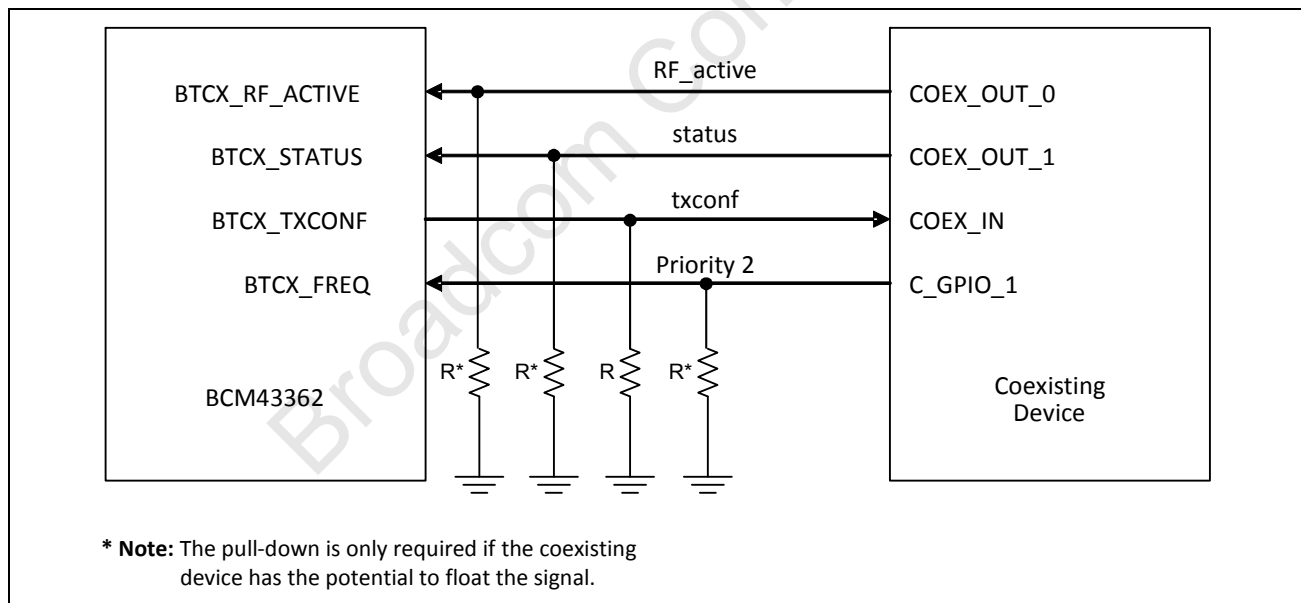 RF_active
BTCX_RF_ACTIVE
COEX_OUT_0
status
BTCX_STATUS
COEX_OUT_1
txconf
BTCX_TXCONF
COEX_IN
Priority 2
BTCX_FREQ
C_GPIO_1
R*
R*
R
R*
BCM43362
Coexisting
Device
* Note: The pull-down is only required if the coexisting
device has the potential to float the signal.
Broadcom Con